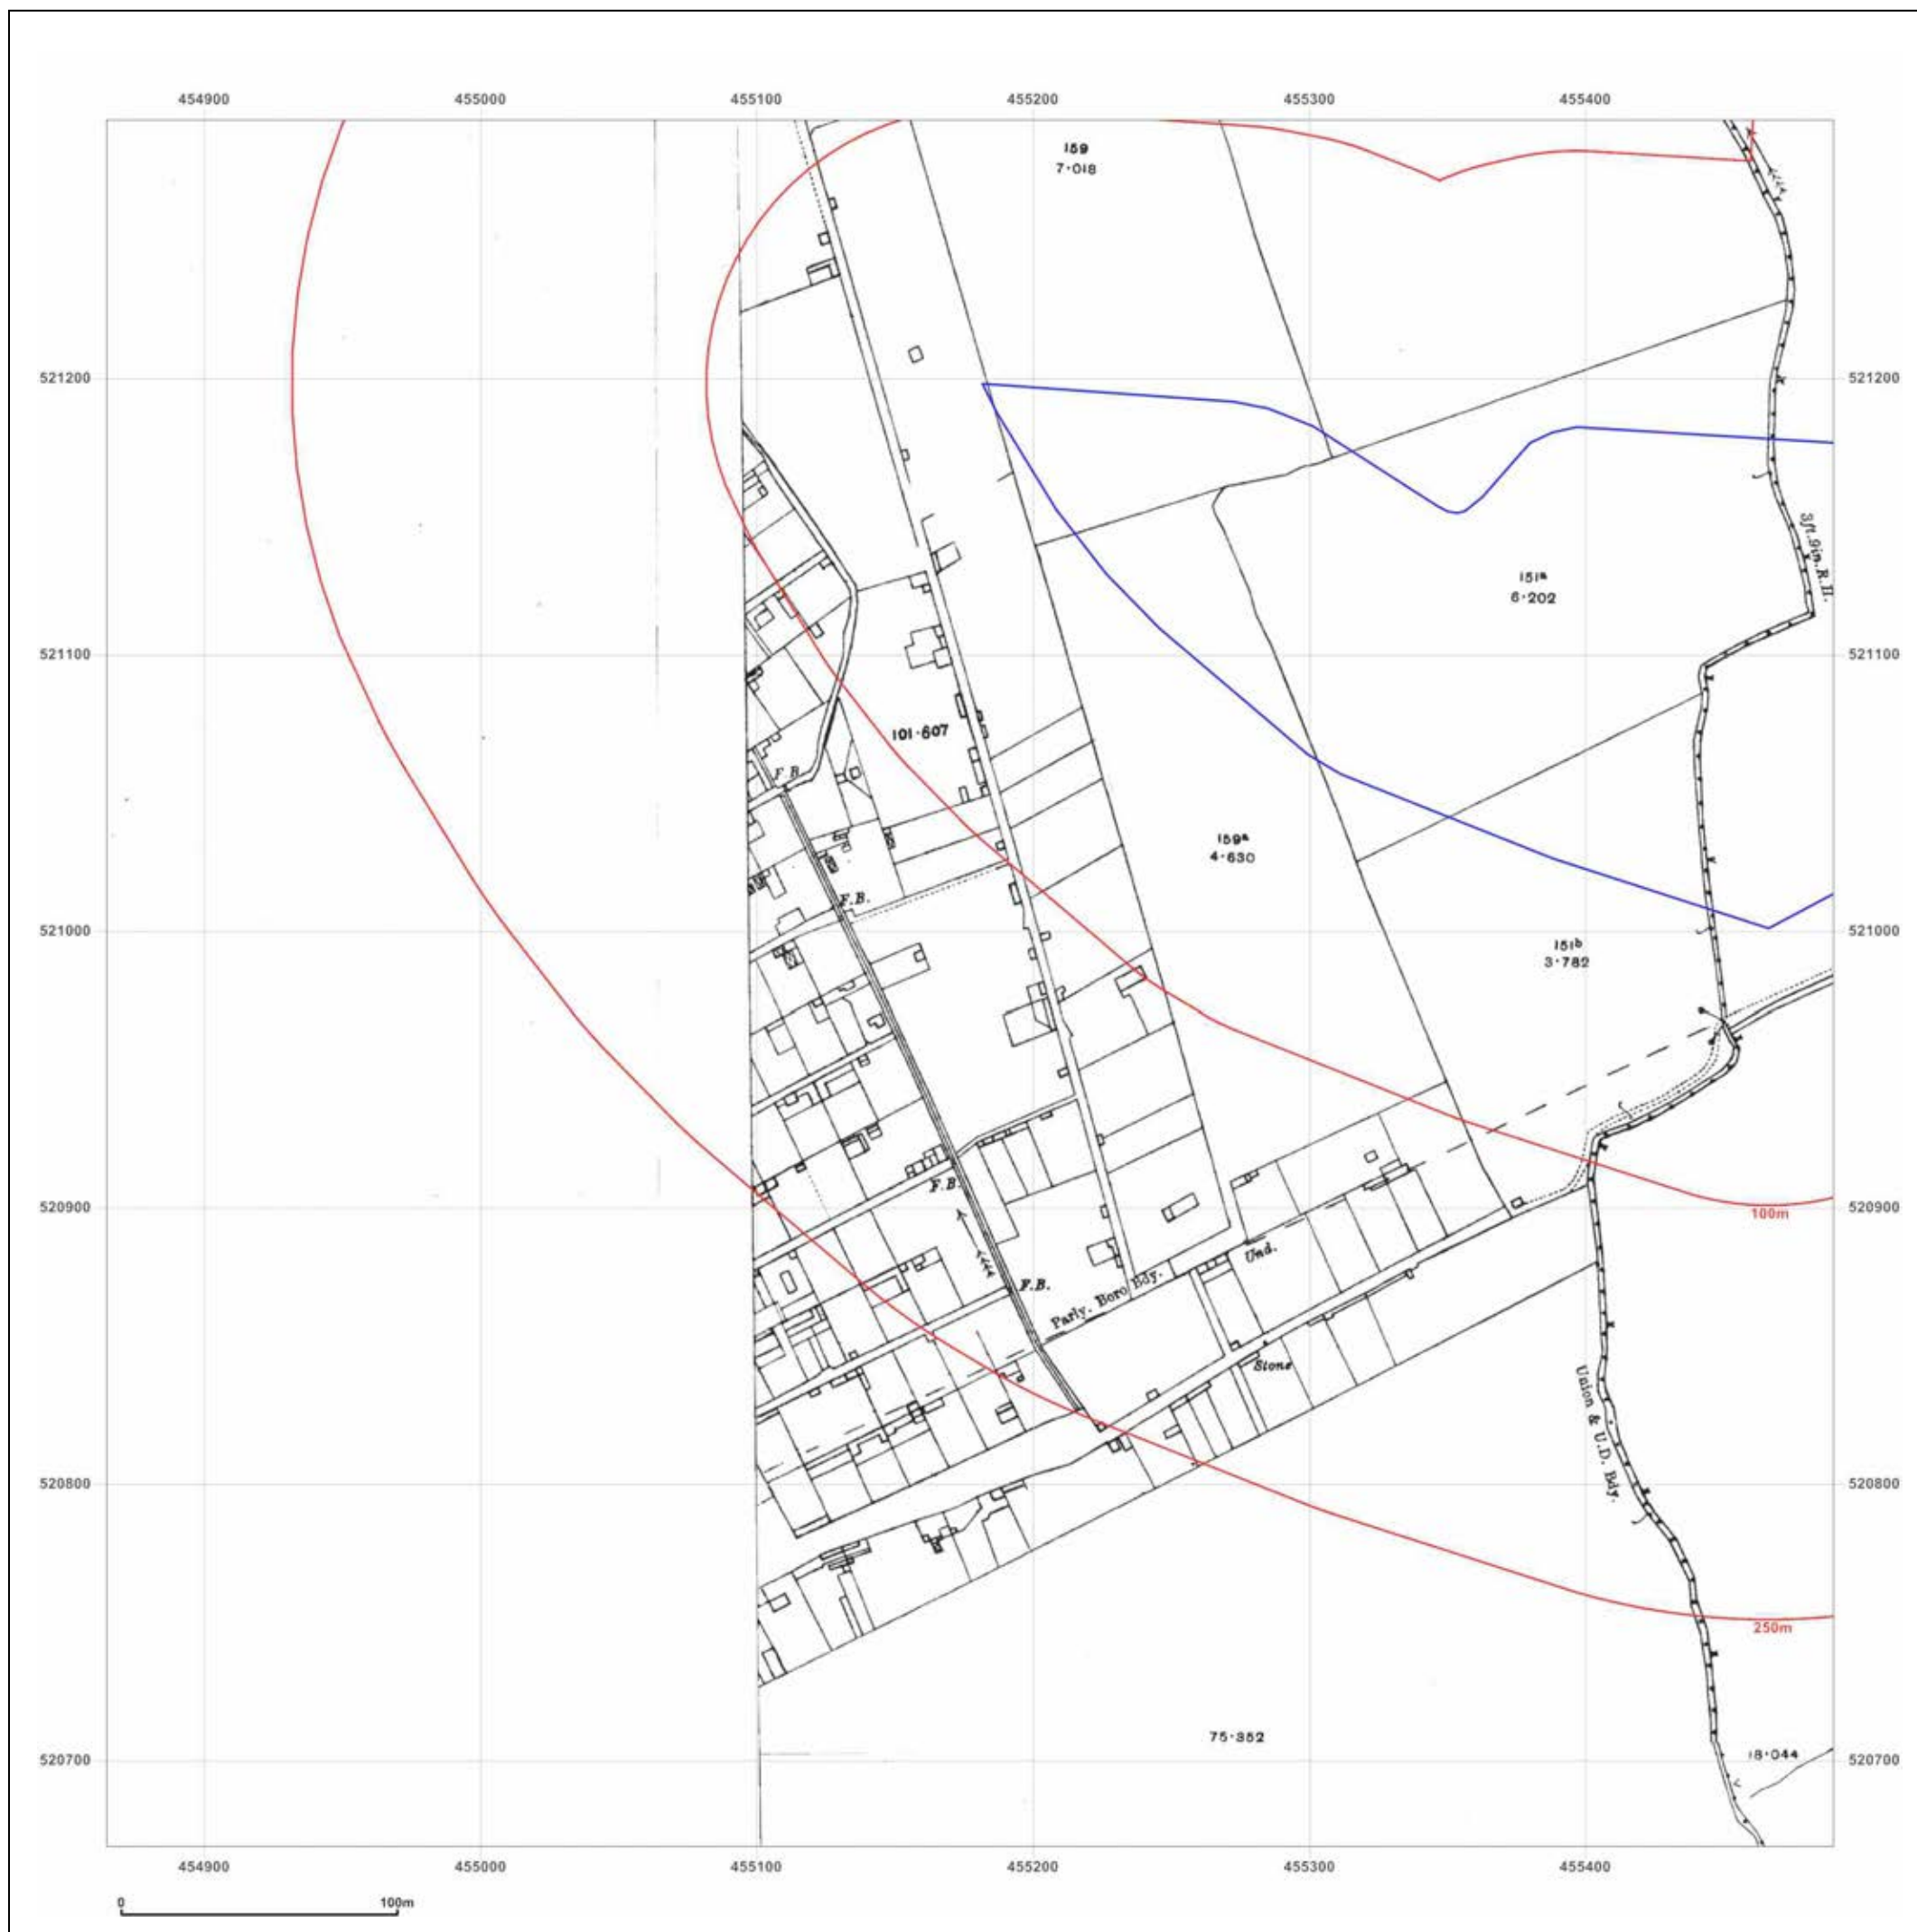 454900 455000 455100 455200 455300 455400
159
7·018
521200 521200
3ft.9in.R.H.
151a
6·202
521100 521100
101·607
F.B.
159a
4·630
F.B.
521000 521000
151b
3·782
F.B.
520900 520900
100m
Und.
F.B.
Parly. Boro Bdy.
Stone
Union & U.D. Bdy.
520800 520800
250m
75·352
18·044
520700 520700
454900 455000 455100 455200 455300 455400
0 100m